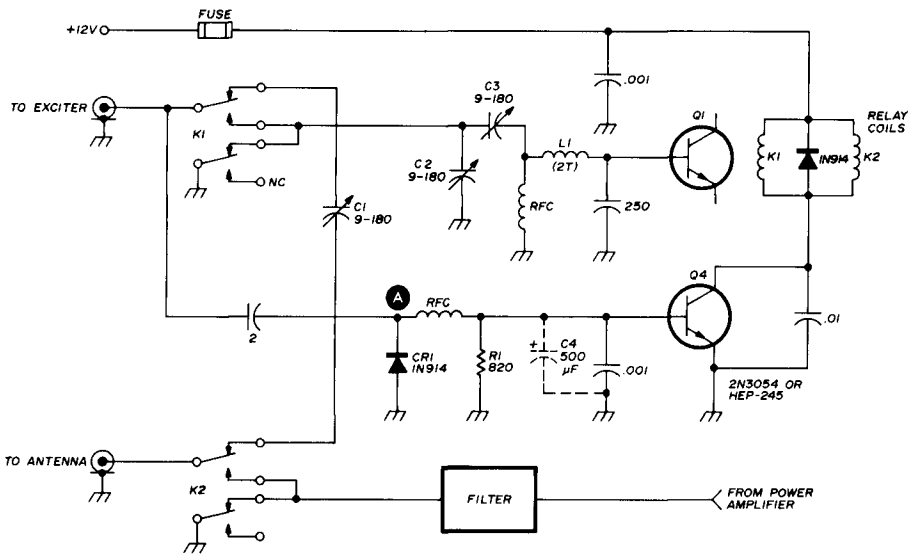 FUSE
+12V
.001
TO EXCITER
K1
NC
C3
9-180
C2
9-180
L1
(2T)
RFC
250
Q1
RELAY
COILS
K1
1N914
K2
C1
9-180
A
RFC
2
CR1
1N914
R1
820
+
C4
500
µF
.001
Q4
.01
2N3054 OR
HEP-245
TO ANTENNA
K2
FILTER
FROM POWER
AMPLIFIER